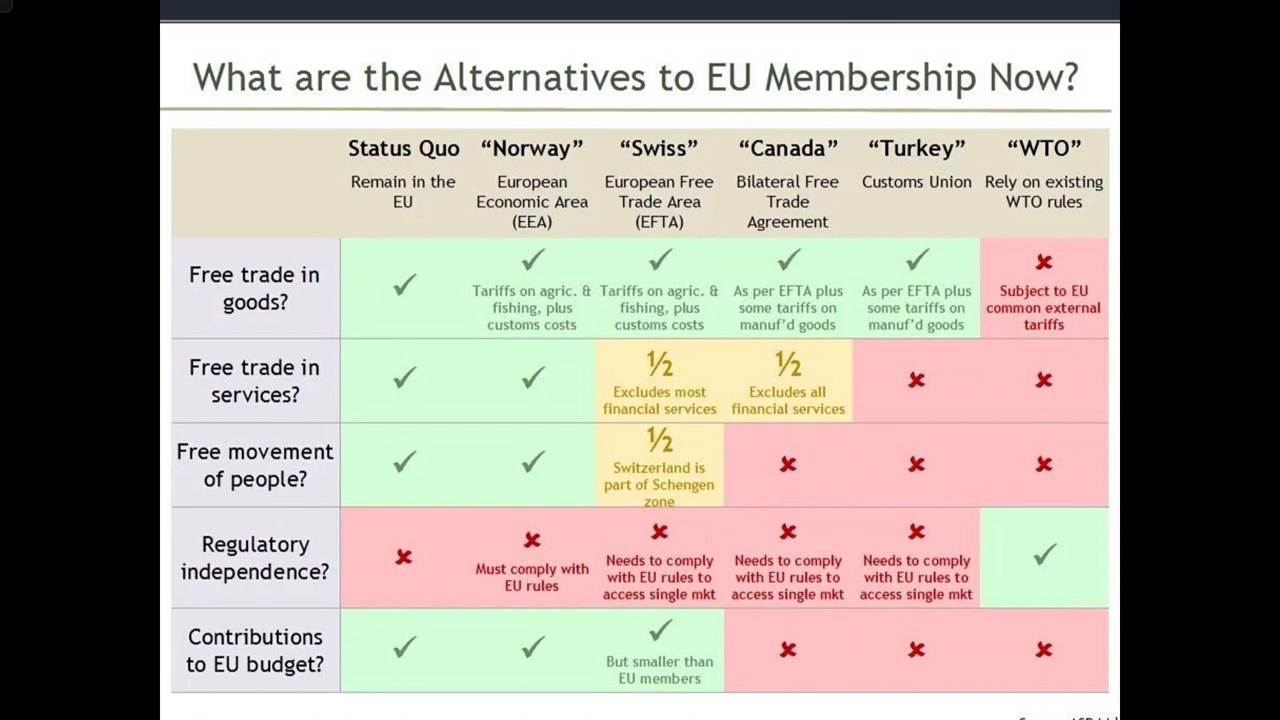 What are the Alternatives to EU Membership Now?
Status Quo
Remain in the
EU
“Norway”
European
Economic Area
(EEA)
“Swiss”
European Free
Trade Area
(EFTA)
“Canada”
Bilateral Free
Trade
Agreement
“Turkey”
Customs Union
“WTO”
Rely on existing
WTO rules
Free trade in
goods?
✓
✓
Tariffs on agric. &
fishing, plus
customs costs
✓
Tariffs on agric. &
fishing, plus
customs costs
✓
As per EFTA plus
some tariffs on
manuf’d goods
✓
As per EFTA plus
some tariffs on
manuf’d goods
✘
Subject to EU
common external
tariffs
Free trade in
services?
✓
✓
½
Excludes most
financial services
½
Excludes all
financial services
✘
✘
Free movement
of people?
✓
✓
½
Switzerland is
part of Schengen
zone
✘
✘
✘
Regulatory
independence?
✘
✘
Must comply with
EU rules
✘
Needs to comply
with EU rules to
access single mkt
✘
Needs to comply
with EU rules to
access single mkt
✘
Needs to comply
with EU rules to
access single mkt
✓
Contributions
to EU budget?
✓
✓
✓
But smaller than
EU members
✘
✘
✘